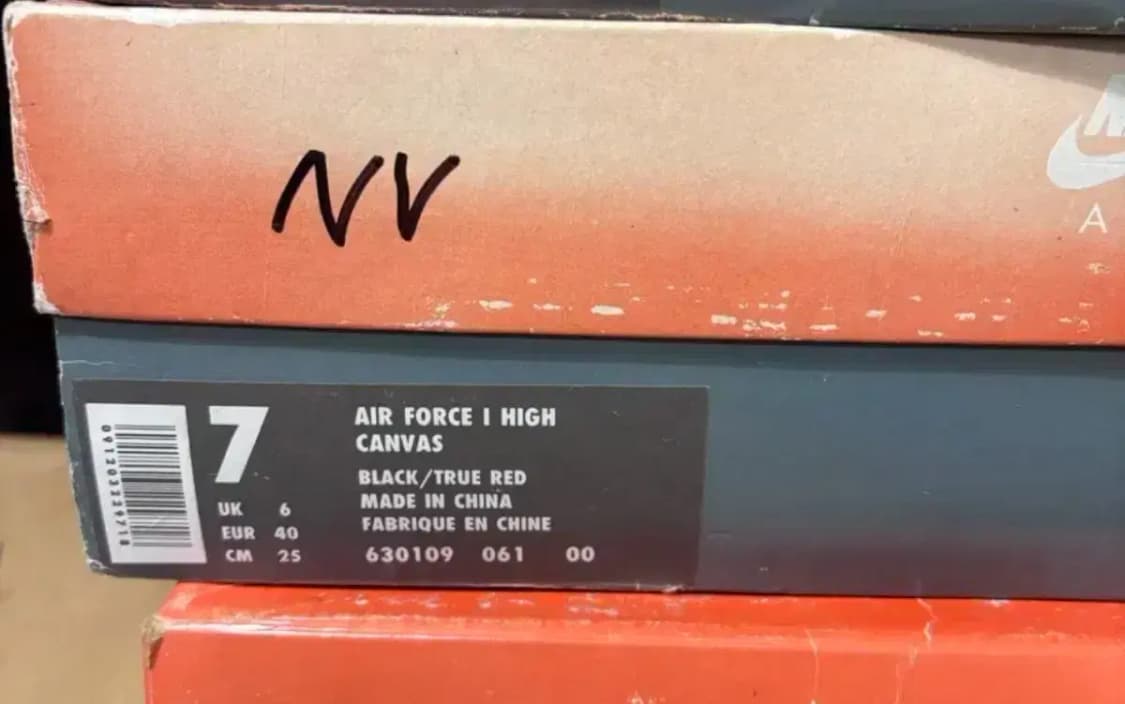 NV
A
7
UK 6
EUR 40
CM 25
AIR FORCE I HIGH
CANVAS
BLACK/TRUE RED
MADE IN CHINA
FABRIQUE EN CHINE
630109 061 00